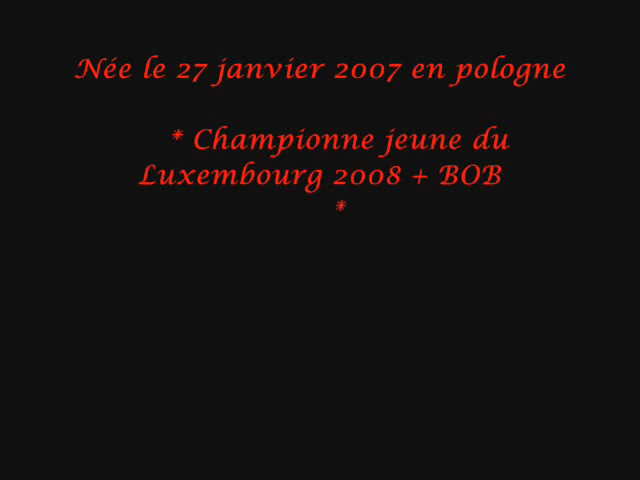 Née le 27 janvier 2007 en pologne
* Championne jeune du
Luxembourg 2008 + BOB
*